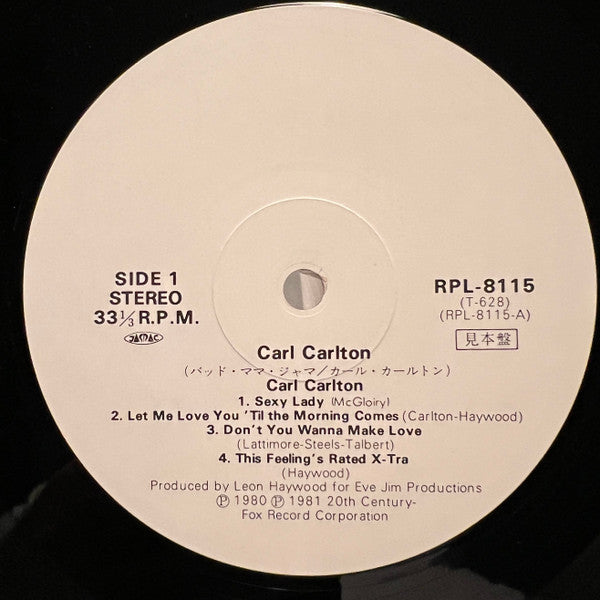 SIDE 1
STEREO
33⅓ R.P.M.
JASRAC
RPL-8115
(T-628)
(RPL-8115-A)
見本盤
Carl Carlton
(バッド・ママ・ジャマ/カール・カールトン)
Carl Carlton
1. Sexy Lady (McGloiry)
2. Let Me Love You 'Til the Morning Comes (Carlton-Haywood)
3. Don't You Wanna Make Love
(Lattimore-Steels-Talbert)
4. This Feeling's Rated X-Tra
(Haywood)
Produced by Leon Haywood for Eve Jim Productions
Ⓟ 1980 Ⓟ 1981 20th Century-
Fox Record Corporation